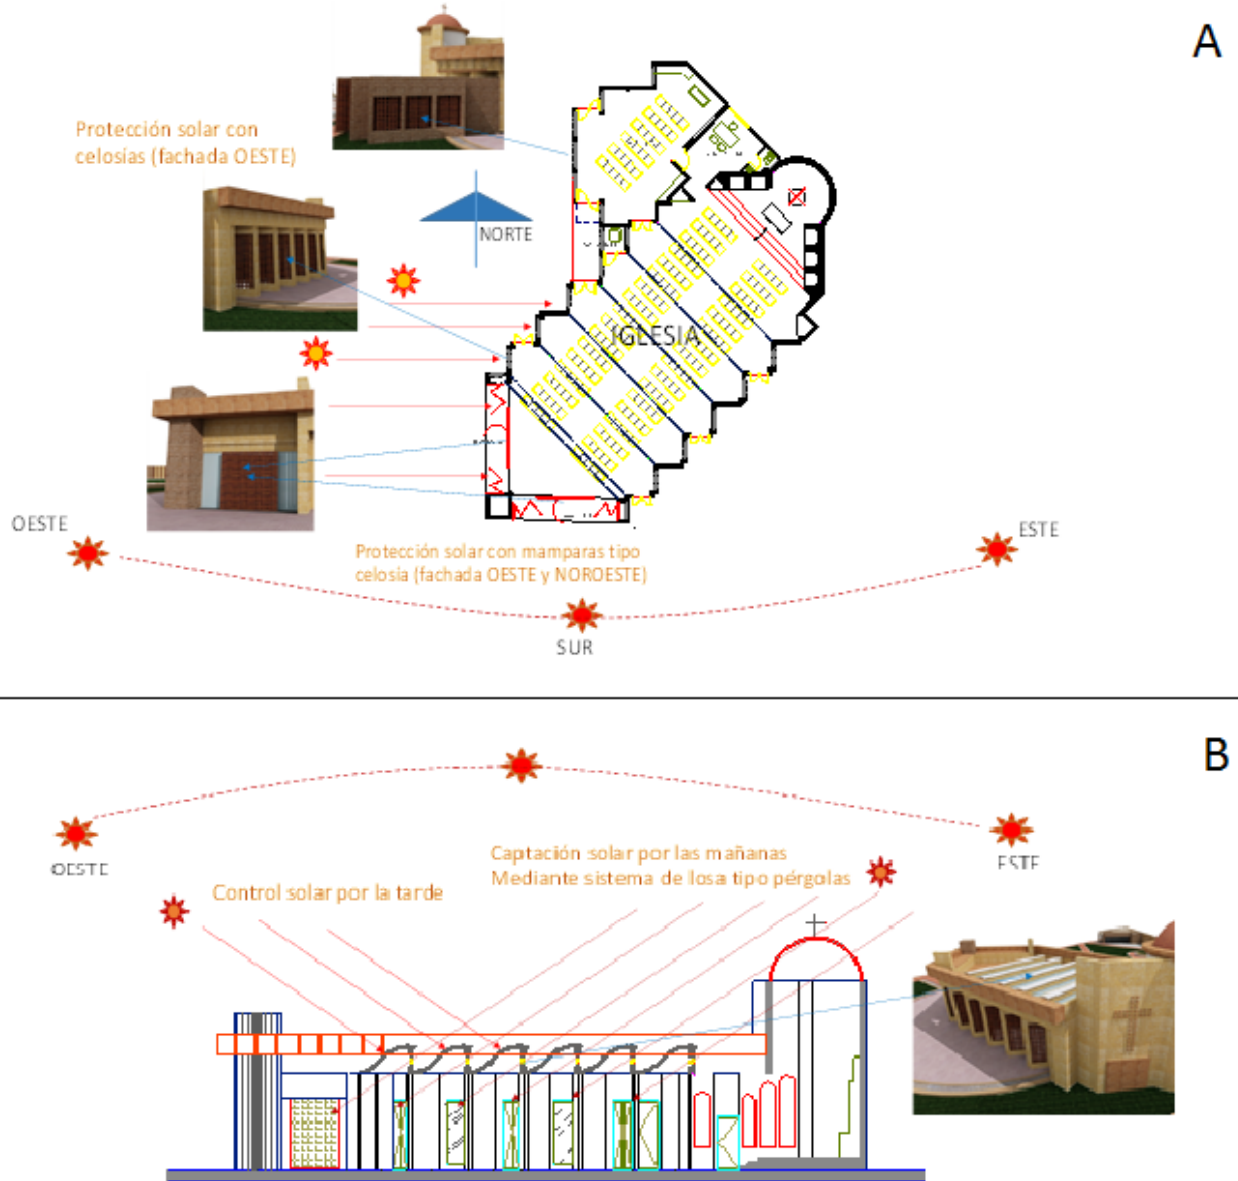 A
Protección solar con
celosías (fachada OESTE)
NORTE
IGLESIA
OESTE
ESTE
Protección solar con mamparas tipo
celosía (fachada OESTE y NOROESTE)
SUR
B
OESTE
ESTE
Captación solar por las mañanas
Mediante sistema de losa tipo pérgolas
Control solar por la tarde